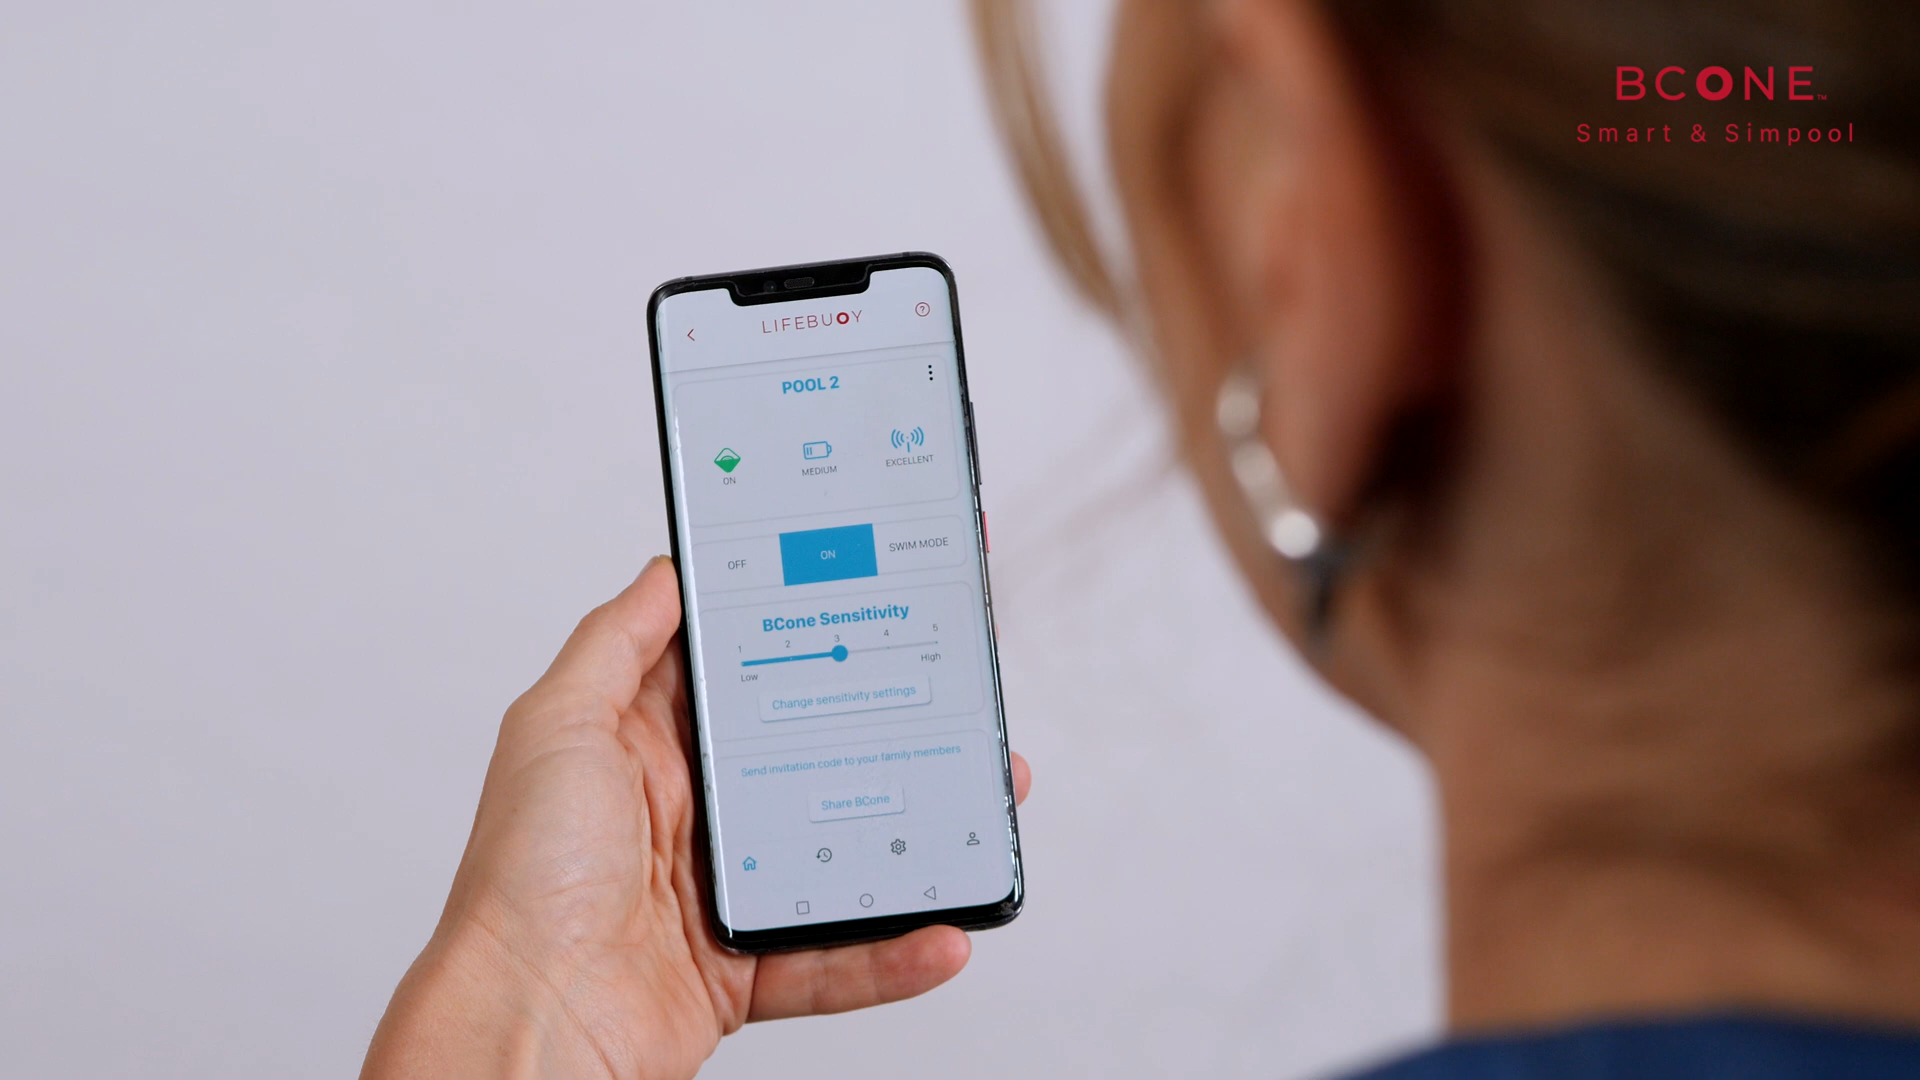 BCONE™
Smart & Simpool
LIFEBUOY
?
POOL 2
ON
MEDIUM
EXCELLENT
OFF
ON
SWIM MODE
BCone Sensitivity
1 2 3 4 5
Low
High
Change sensitivity settings
Send invitation code to your family members
Share BCone